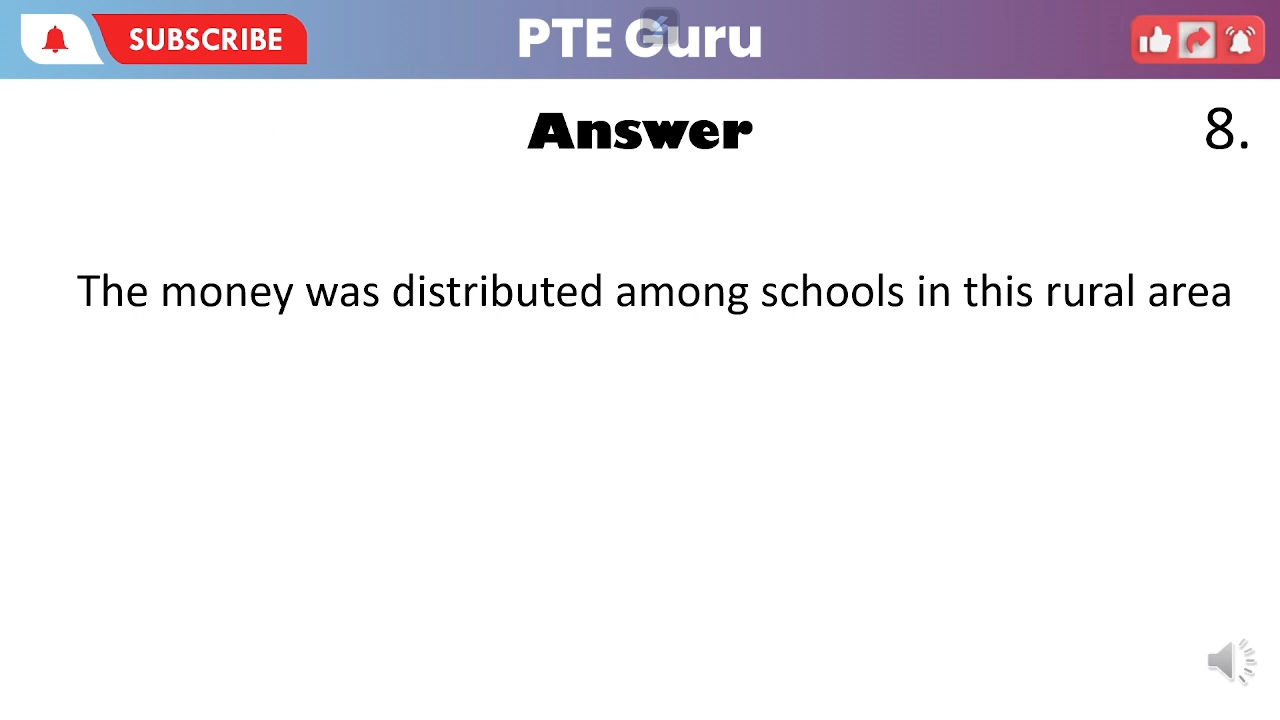 SUBSCRIBE
PTE Guru
Answer
8.
The money was distributed among schools in this rural area